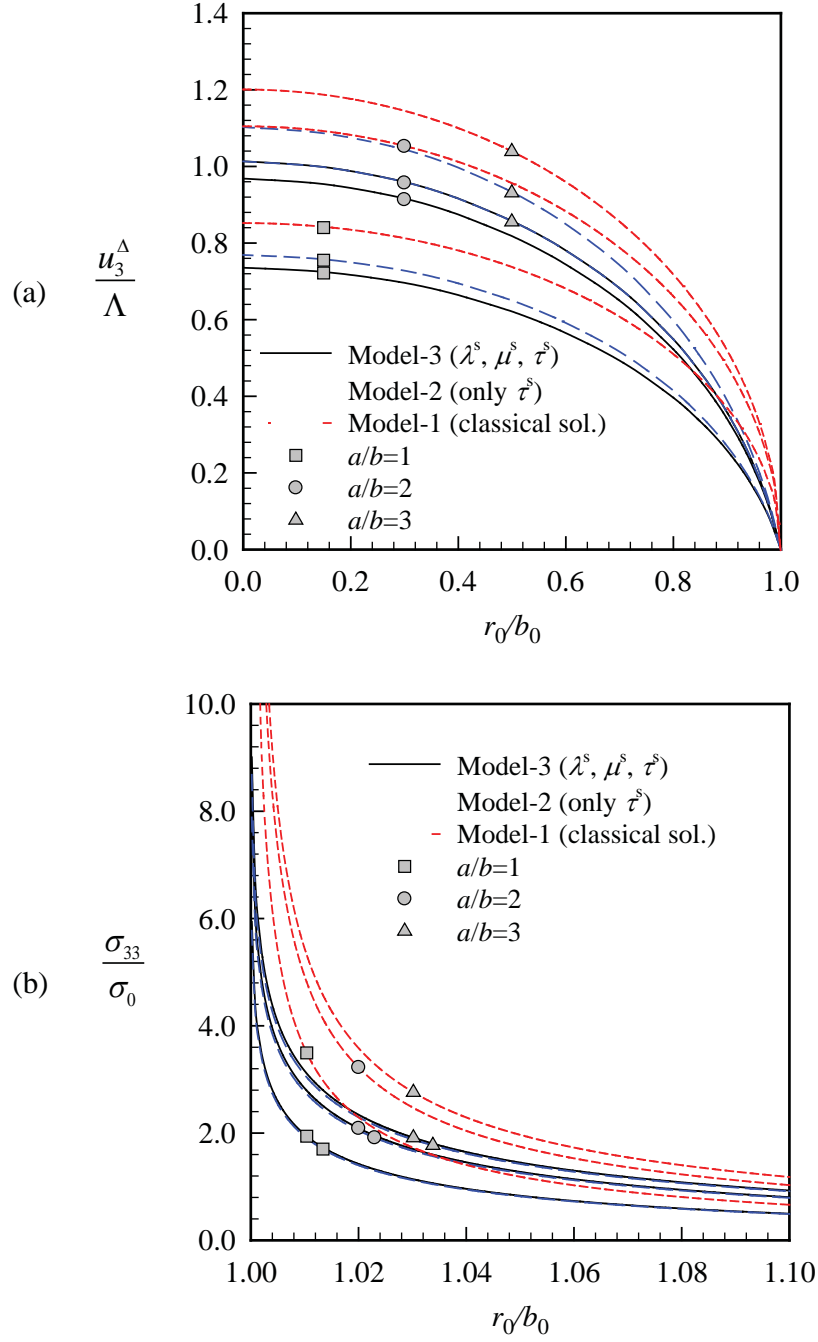 1.4
1.2
1.0
0.8
0.6
0.4
0.2
0.0
(a)
u₃^Δ
Λ
Model-3 (λˢ, μˢ, τˢ)
Model-2 (only τˢ)
Model-1 (classical sol.)
a/b=1
a/b=2
a/b=3
0.0 0.2 0.4 0.6 0.8 1.0
r₀/b₀
10.0
8.0
6.0
4.0
2.0
0.0
(b)
σ₃₃
σ₀
Model-3 (λˢ, μˢ, τˢ)
Model-2 (only τˢ)
Model-1 (classical sol.)
a/b=1
a/b=2
a/b=3
1.00 1.02 1.04 1.06 1.08 1.10
r₀/b₀